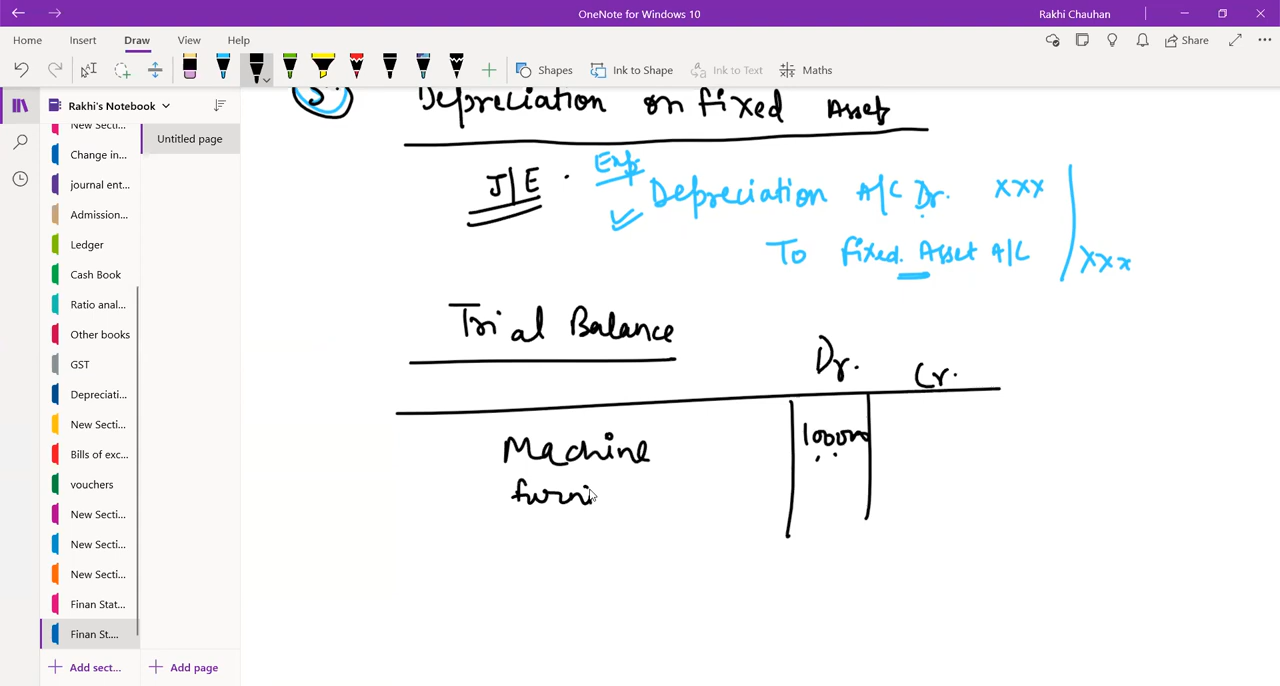 OneNote for Windows 10
Rakhi Chauhan
Home Insert Draw View Help
Share
Shapes Ink to Shape Ink to Text Maths
Rakhi's Notebook
New Secti...
Change in...
journal ent...
Admission...
Ledger
Cash Book
Ratio anal...
Other books
GST
Depreciati...
New Secti...
Bills of exc...
vouchers
New Secti...
New Secti...
New Secti...
Finan Stat...
Finan St....
Add sect...
Untitled page
Add page
Depreciation on fixed Asset
J|E . Exp Depreciation A/C Dr. xxx
To fixed Asset A/C xxx
Trial Balance
Dr. Cr.
Machine 100000
furni